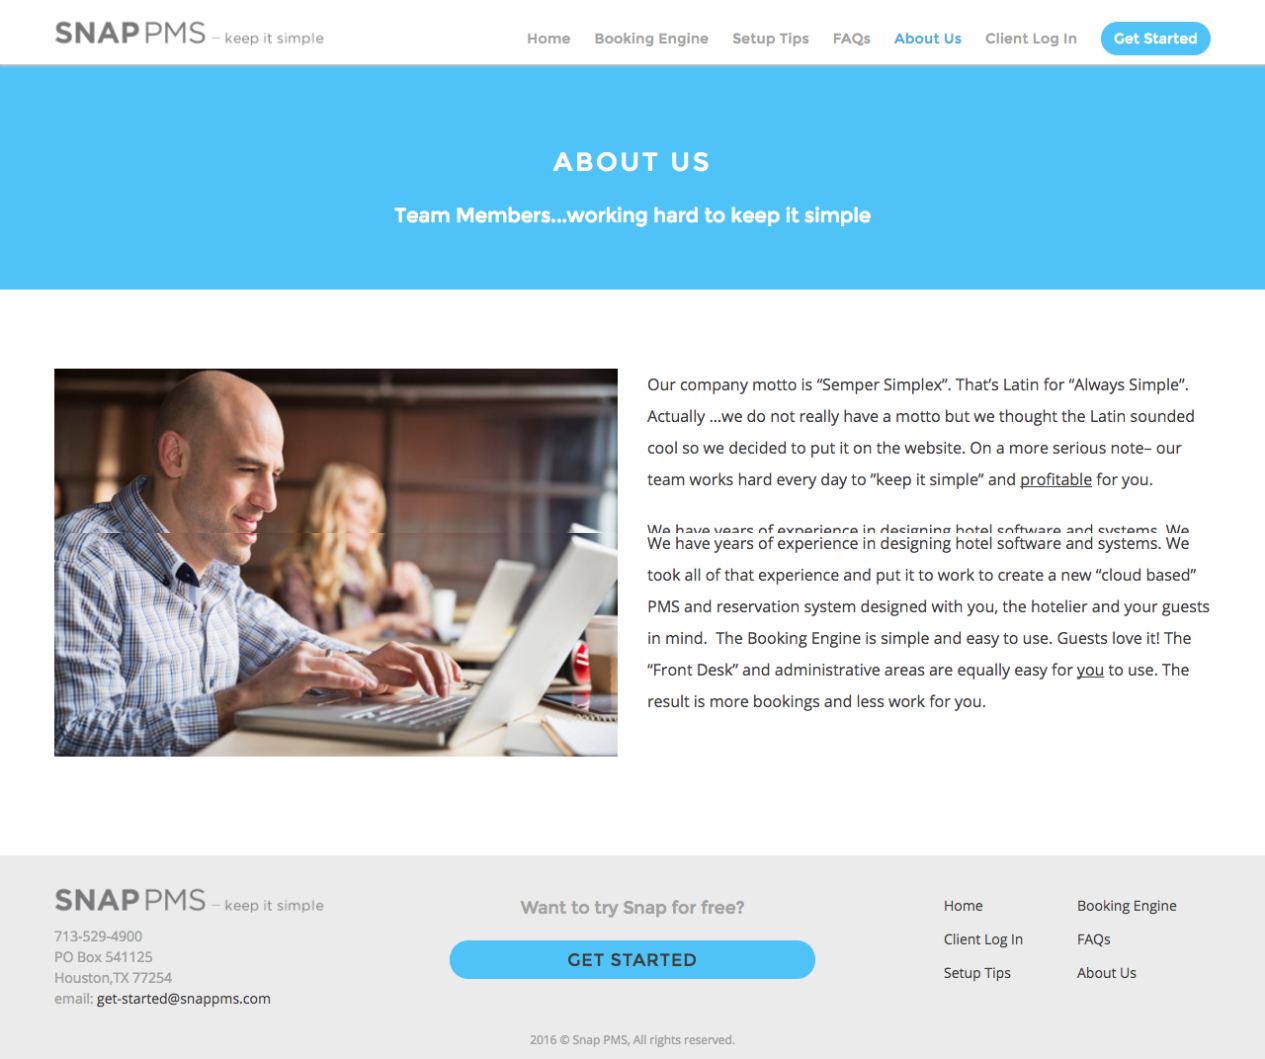 SNAP PMS – keep it simple
Home Booking Engine Setup Tips FAQs About Us Client Log In Get Started
ABOUT US
Team Members...working hard to keep it simple
Our company motto is “Semper Simplex”. That’s Latin for “Always Simple”.
Actually ...we do not really have a motto but we thought the Latin sounded
cool so we decided to put it on the website. On a more serious note– our
team works hard every day to ”keep it simple” and profitable for you.
We have years of experience in designing hotel software and systems. We
We have years of experience in designing hotel software and systems. We
took all of that experience and put it to work to create a new “cloud based”
PMS and reservation system designed with you, the hotelier and your guests
in mind.  The Booking Engine is simple and easy to use. Guests love it! The
“Front Desk” and administrative areas are equally easy for you to use. The
result is more bookings and less work for you.
SNAP PMS – keep it simple
713-529-4900
PO Box 541125
Houston,TX 77254
email: get-started@snappms.com
Want to try Snap for free?
GET STARTED
Home Booking Engine
Client Log In FAQs
Setup Tips About Us
2016 © Snap PMS, All rights reserved.